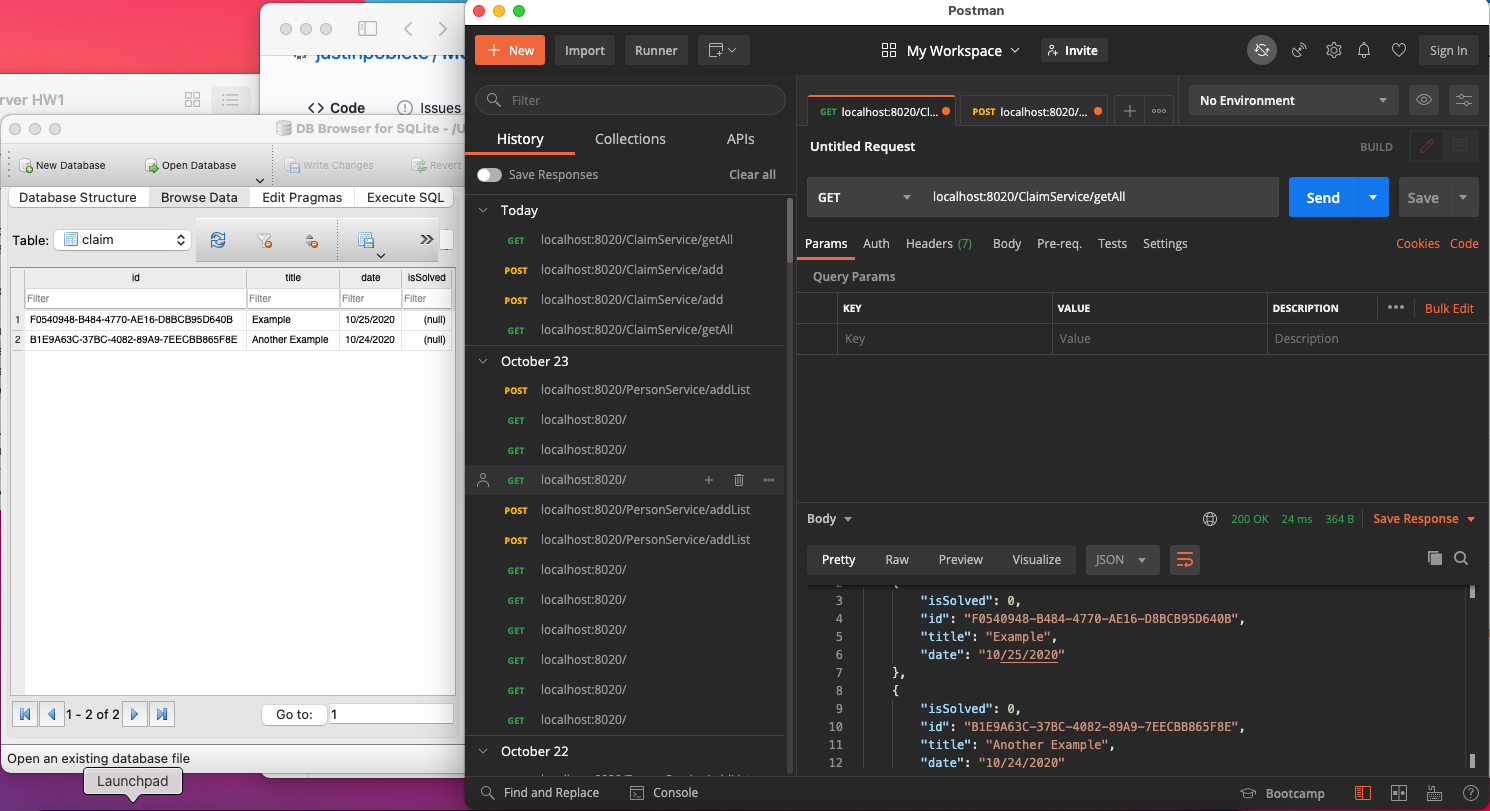 justinpoblete / M
<> Code
Issues
rver HW1
DB Browser for SQLite - /U
New Database Open Database Write Changes Revert
Database Structure Browse Data Edit Pragmas Execute SQL
Table: claim
id title date isSolved
Filter Filter Filter Filter
1 F0540948-B484-4770-AE16-D8BCB95D640B Example 10/25/2020 (null)
2 B1E9A63C-37BC-4082-89A9-7EECBB865F8E Another Example 10/24/2020 (null)
1 - 2 of 2 Go to: 1
Open an existing database file
Launchpad
Postman
+ New Import Runner My Workspace Invite Sign In
Filter
History Collections APIs
Save Responses Clear all
Today
GET localhost:8020/ClaimService/getAll
POST localhost:8020/ClaimService/add
POST localhost:8020/ClaimService/add
GET localhost:8020/ClaimService/getAll
October 23
POST localhost:8020/PersonService/addList
GET localhost:8020/
GET localhost:8020/
GET localhost:8020/
POST localhost:8020/PersonService/addList
POST localhost:8020/PersonService/addList
GET localhost:8020/
GET localhost:8020/
GET localhost:8020/
GET localhost:8020/
GET localhost:8020/
GET localhost:8020/
October 22
GET localhost:8020/Cl... POST localhost:8020/... No Environment
Untitled Request BUILD
GET localhost:8020/ClaimService/getAll Send Save
Params Auth Headers (7) Body Pre-req. Tests Settings Cookies Code
Query Params
KEY VALUE DESCRIPTION Bulk Edit
Key Value Description
Body 200 OK 24 ms 364 B Save Response
Pretty Raw Preview Visualize JSON
3 "isSolved": 0,
4 "id": "F0540948-B484-4770-AE16-D8BCB95D640B",
5 "title": "Example",
6 "date": "10/25/2020"
7 },
8 {
9 "isSolved": 0,
10 "id": "B1E9A63C-37BC-4082-89A9-7EECBB865F8E",
11 "title": "Another Example",
12 "date": "10/24/2020"
Find and Replace Console Bootcamp